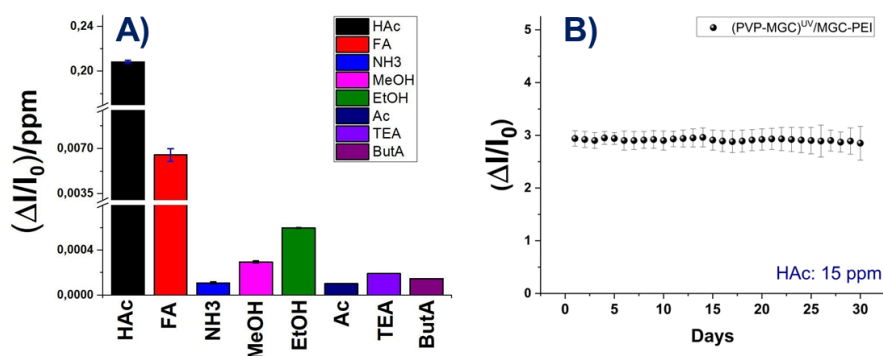 A)
(ΔI/I₀)/ppm
0,20
0,0070
0,0035
0,0004
0,0000
HAc
FA
NH3
MeOH
EtOH
Ac
TEA
ButA
HAc
FA
NH3
MeOH
EtOH
Ac
TEA
ButA
B)
(PVP-MGC)ᵁⱽ/MGC-PEI
(ΔI/I₀)
5
4
3
2
1
0
HAc: 15 ppm
0 5 10 15 20 25 30
Days